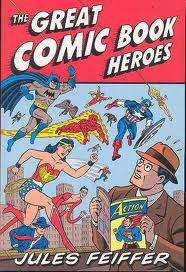 THE
GREAT
COMIC BOOK
HEROES
ACTION
JULES FEIFFER